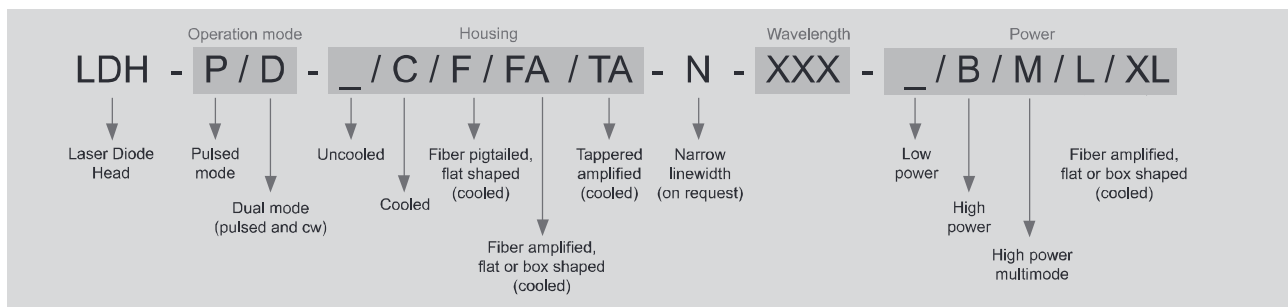 Operation mode
Housing
Wavelength
Power
LDH - P / D - _ / C / F / FA / TA - N - XXX - _ / B / M / L / XL
Laser Diode
Head
Pulsed
mode
Dual mode
(pulsed and cw)
Uncooled
Cooled
Fiber pigtailed,
flat shaped
(cooled)
Fiber amplified,
flat or box shaped
(cooled)
Tappered
amplified
(cooled)
Narrow
linewidth
(on request)
Low
power
High
power
High power
multimode
Fiber amplified,
flat or box shaped
(cooled)